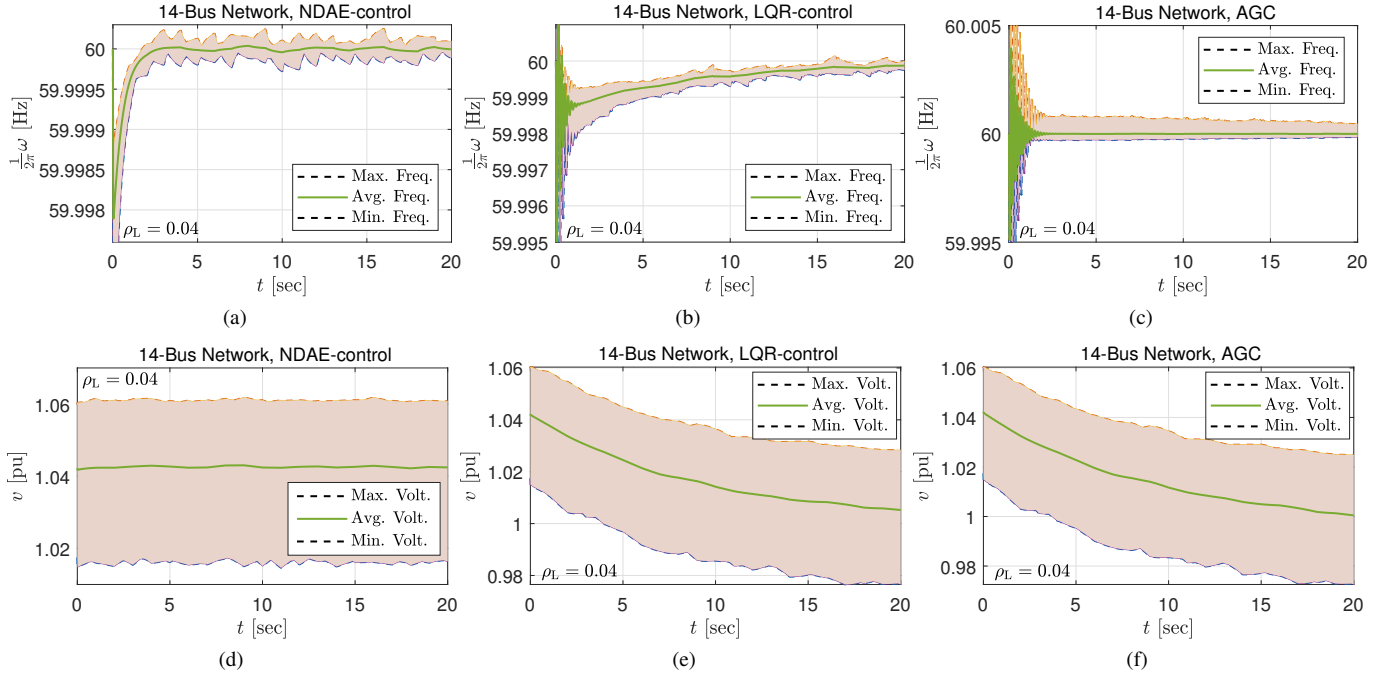 14-Bus Network, NDAE-control
60
59.9995
59.999
59.9985
59.998
1/2π ω [Hz]
Max. Freq.
Avg. Freq.
Min. Freq.
ρL = 0.04
0 5 10 15 20
t [sec]
(a)
14-Bus Network, LQR-control
60
59.999
59.998
59.997
59.996
59.995
1/2π ω [Hz]
Max. Freq.
Avg. Freq.
Min. Freq.
ρL = 0.04
0 5 10 15 20
t [sec]
(b)
14-Bus Network, AGC
60.005
60
59.995
1/2π ω [Hz]
Max. Freq.
Avg. Freq.
Min. Freq.
ρL = 0.04
0 5 10 15 20
t [sec]
(c)
14-Bus Network, NDAE-control
ρL = 0.04
1.06
1.04
1.02
v [pu]
Max. Volt.
Avg. Volt.
Min. Volt.
0 5 10 15 20
t [sec]
(d)
14-Bus Network, LQR-control
1.06
1.04
1.02
1
0.98
v [pu]
Max. Volt.
Avg. Volt.
Min. Volt.
ρL = 0.04
0 5 10 15 20
t [sec]
(e)
14-Bus Network, AGC
1.06
1.04
1.02
1
0.98
v [pu]
Max. Volt.
Avg. Volt.
Min. Volt.
ρL = 0.04
0 5 10 15 20
t [sec]
(f)